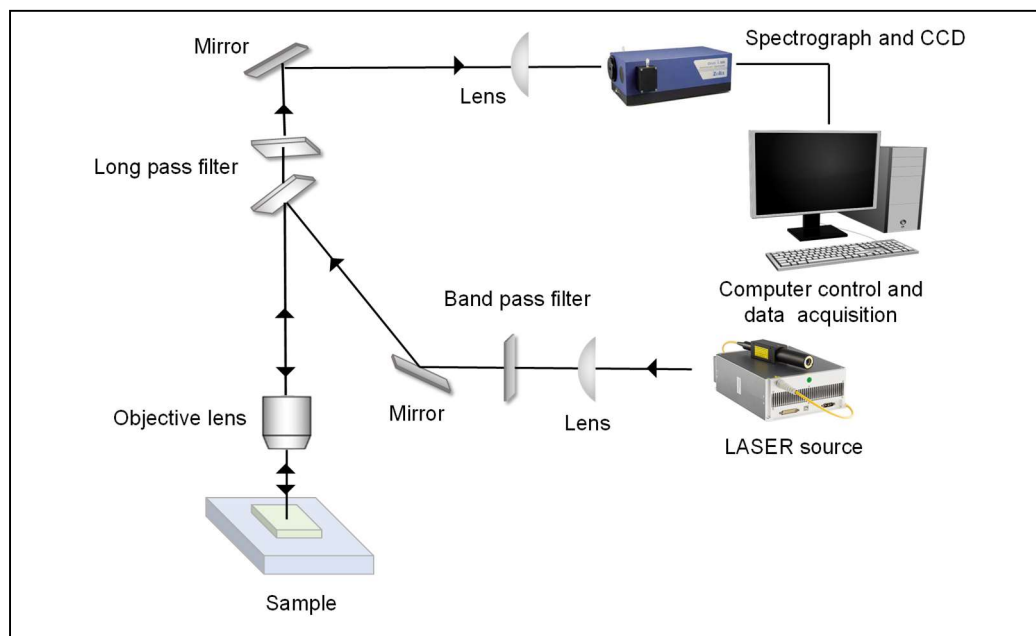 Mirror
Spectrograph and CCD
Lens
Long pass filter
Band pass filter
Computer control and
data acquisition
Objective lens
Mirror
Lens
LASER source
Sample